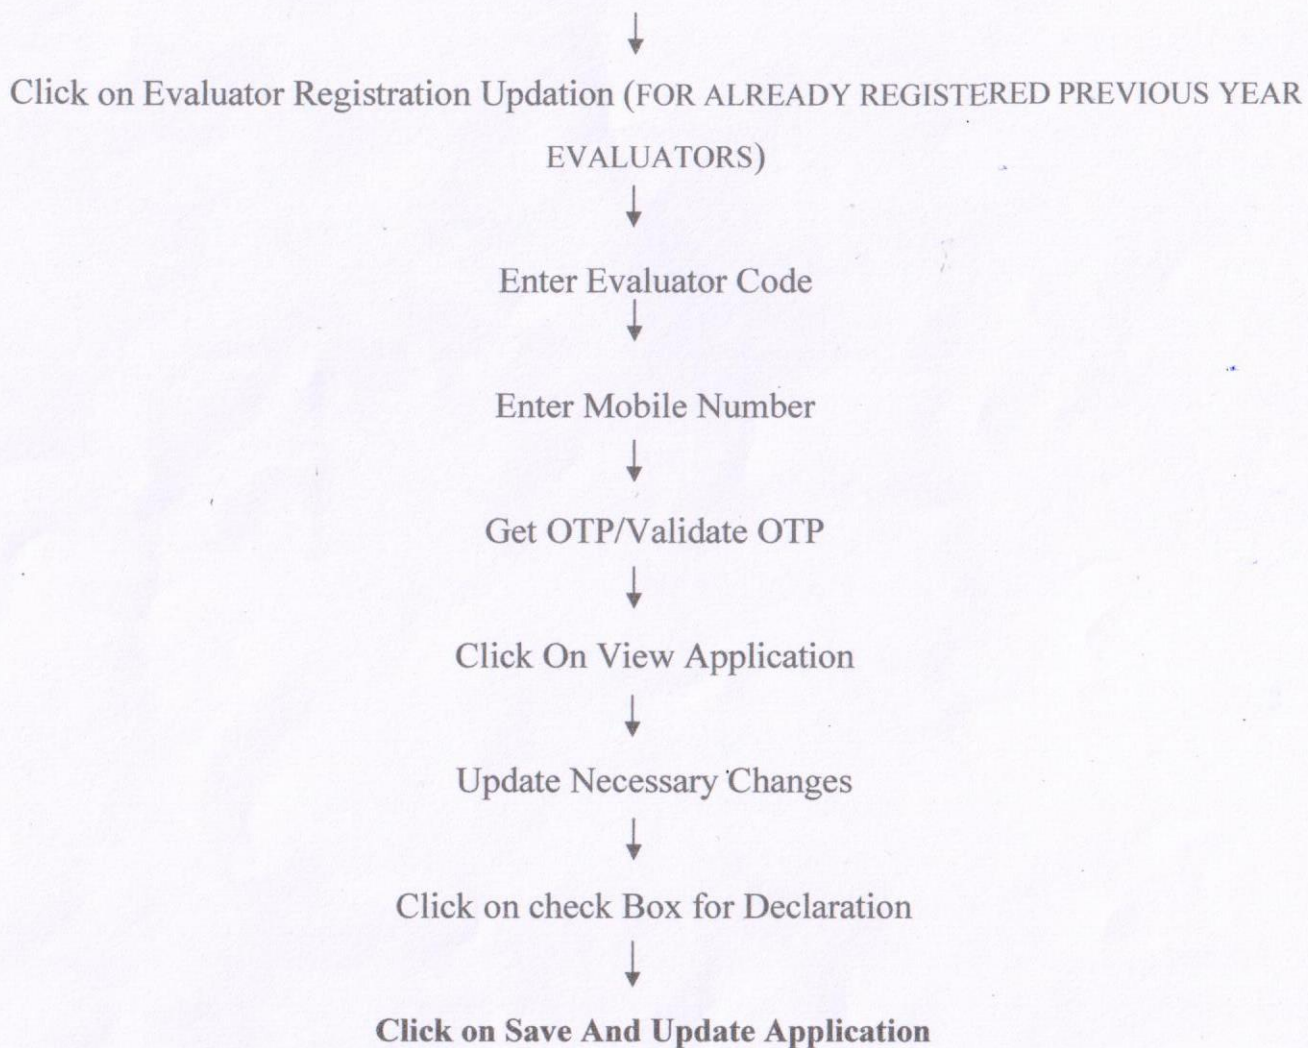 Click on Evaluator Registration Updation (FOR ALREADY REGISTERED PREVIOUS YEAR
EVALUATORS)
Enter Evaluator Code
Enter Mobile Number
Get OTP/Validate OTP
Click On View Application
Update Necessary Changes
Click on check Box for Declaration
Click on Save And Update Application